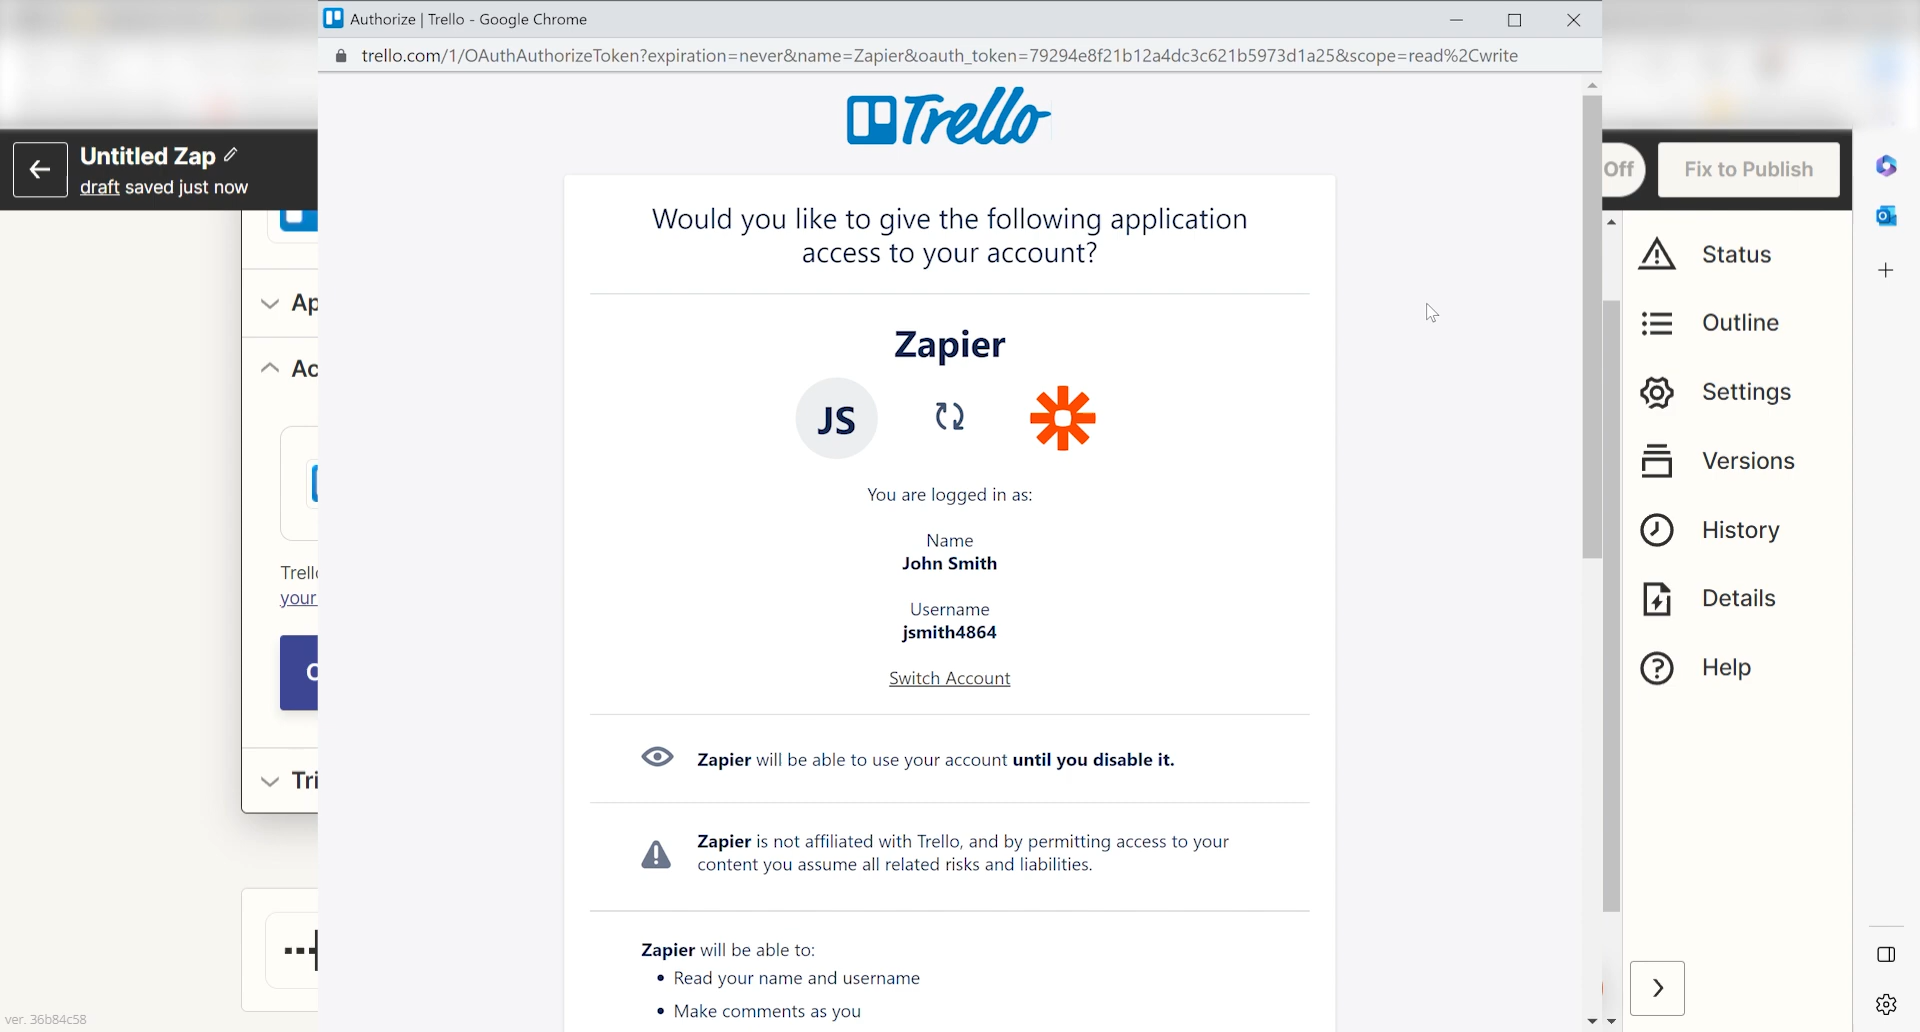 Authorize | Trello - Google Chrome
trello.com/1/OAuthAuthorizeToken?expiration=never&name=Zapier&oauth_token=79294e8f21b12a4dc3c621b5973d1a25&scope=read%2Cwrite
Trello
Untitled Zap
draft saved just now
Off
Fix to Publish
Would you like to give the following application
access to your account?
Zapier
JS
You are logged in as:
Name
John Smith
Username
jsmith4864
Switch Account
Zapier will be able to use your account until you disable it.
Zapier is not affiliated with Trello, and by permitting access to your
content you assume all related risks and liabilities.
Zapier will be able to:
• Read your name and username
• Make comments as you
Ap
Ac
Trell
your
Tri
Status
Outline
Settings
Versions
History
Details
Help
ver. 36b84c58